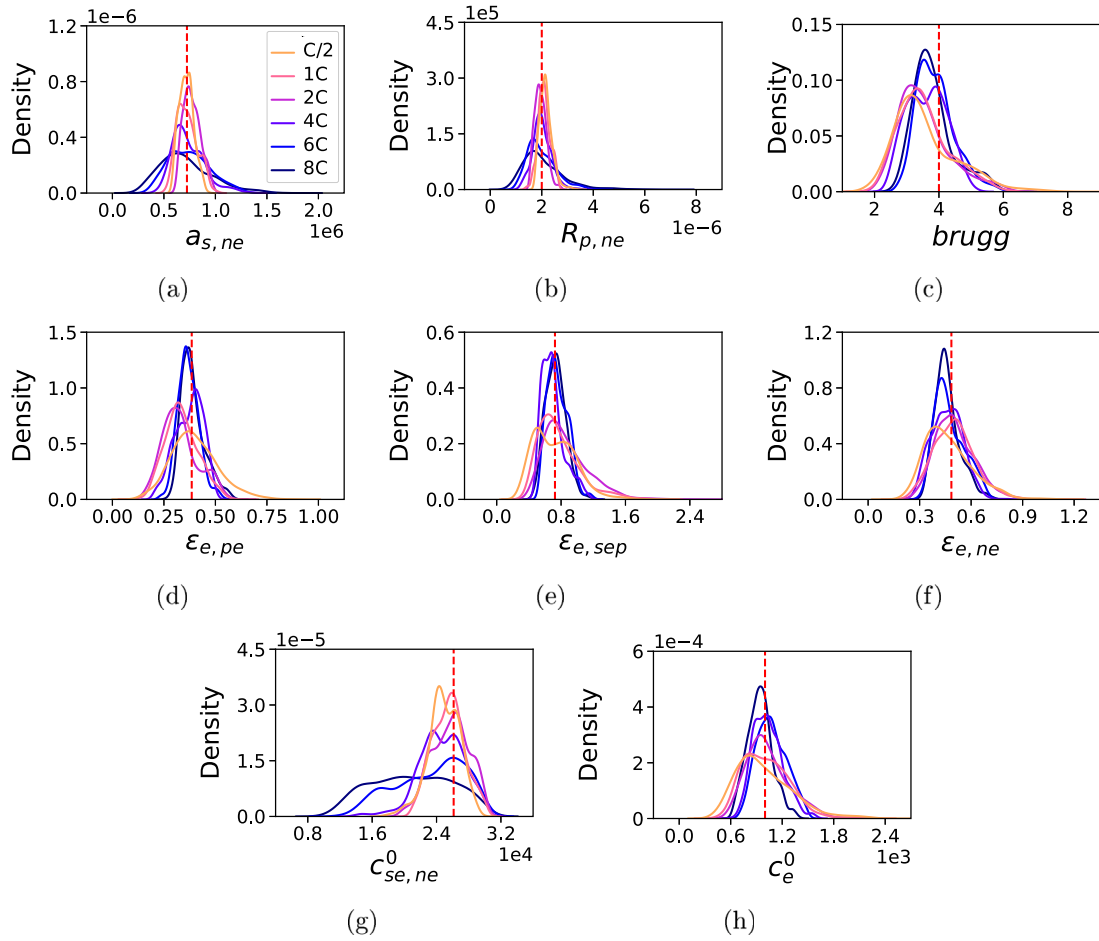 1e−6
1.2
0.8
0.4
0.0
Density
0.0 0.5 1.0 1.5 2.0
1e6
a_{s, ne}
C/2
1C
2C
4C
6C
8C
(a)
1e5
4.5
3.0
1.5
0.0
Density
0 2 4 6 8
1e−6
R_{p, ne}
(b)
0.15
0.10
0.05
0.00
Density
2 4 6 8
brugg
(c)
1.5
1.0
0.5
0.0
Density
0.00 0.25 0.50 0.75 1.00
ε_{e, pe}
(d)
0.6
0.4
0.2
0.0
Density
0.0 0.8 1.6 2.4
ε_{e, sep}
(e)
1.2
0.8
0.4
0.0
Density
0.0 0.3 0.6 0.9 1.2
ε_{e, ne}
(f)
1e−5
4.5
3.0
1.5
0.0
Density
0.8 1.6 2.4 3.2
1e4
c^0_{se, ne}
(g)
1e−4
6
4
2
0
Density
0.0 0.6 1.2 1.8 2.4
1e3
c^0_e
(h)